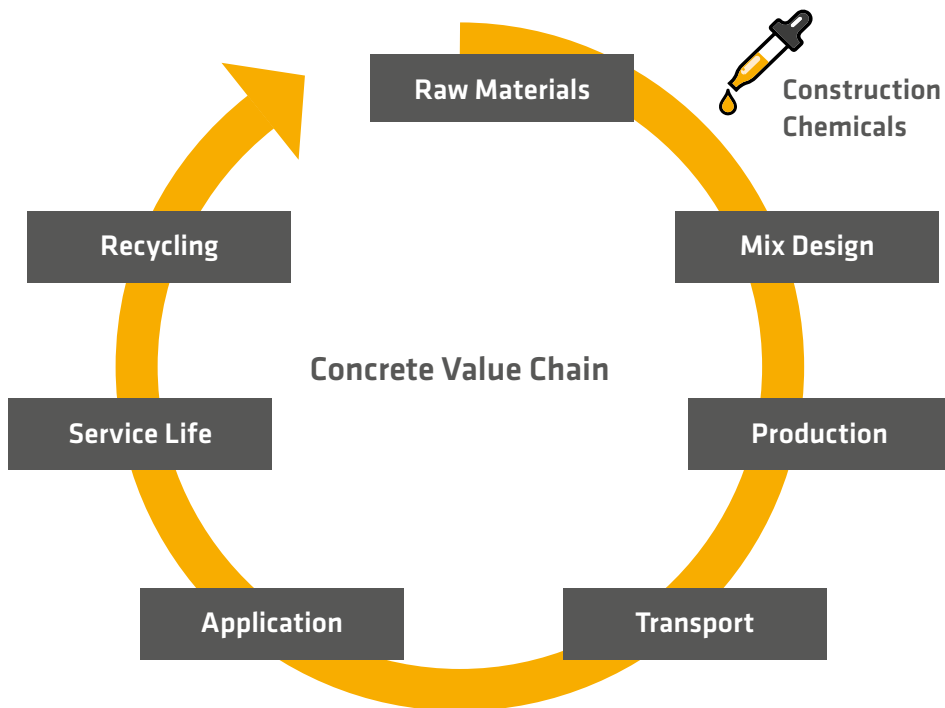 Raw Materials
Construction
Chemicals
Mix Design
Production
Transport
Application
Service Life
Recycling
Concrete Value Chain